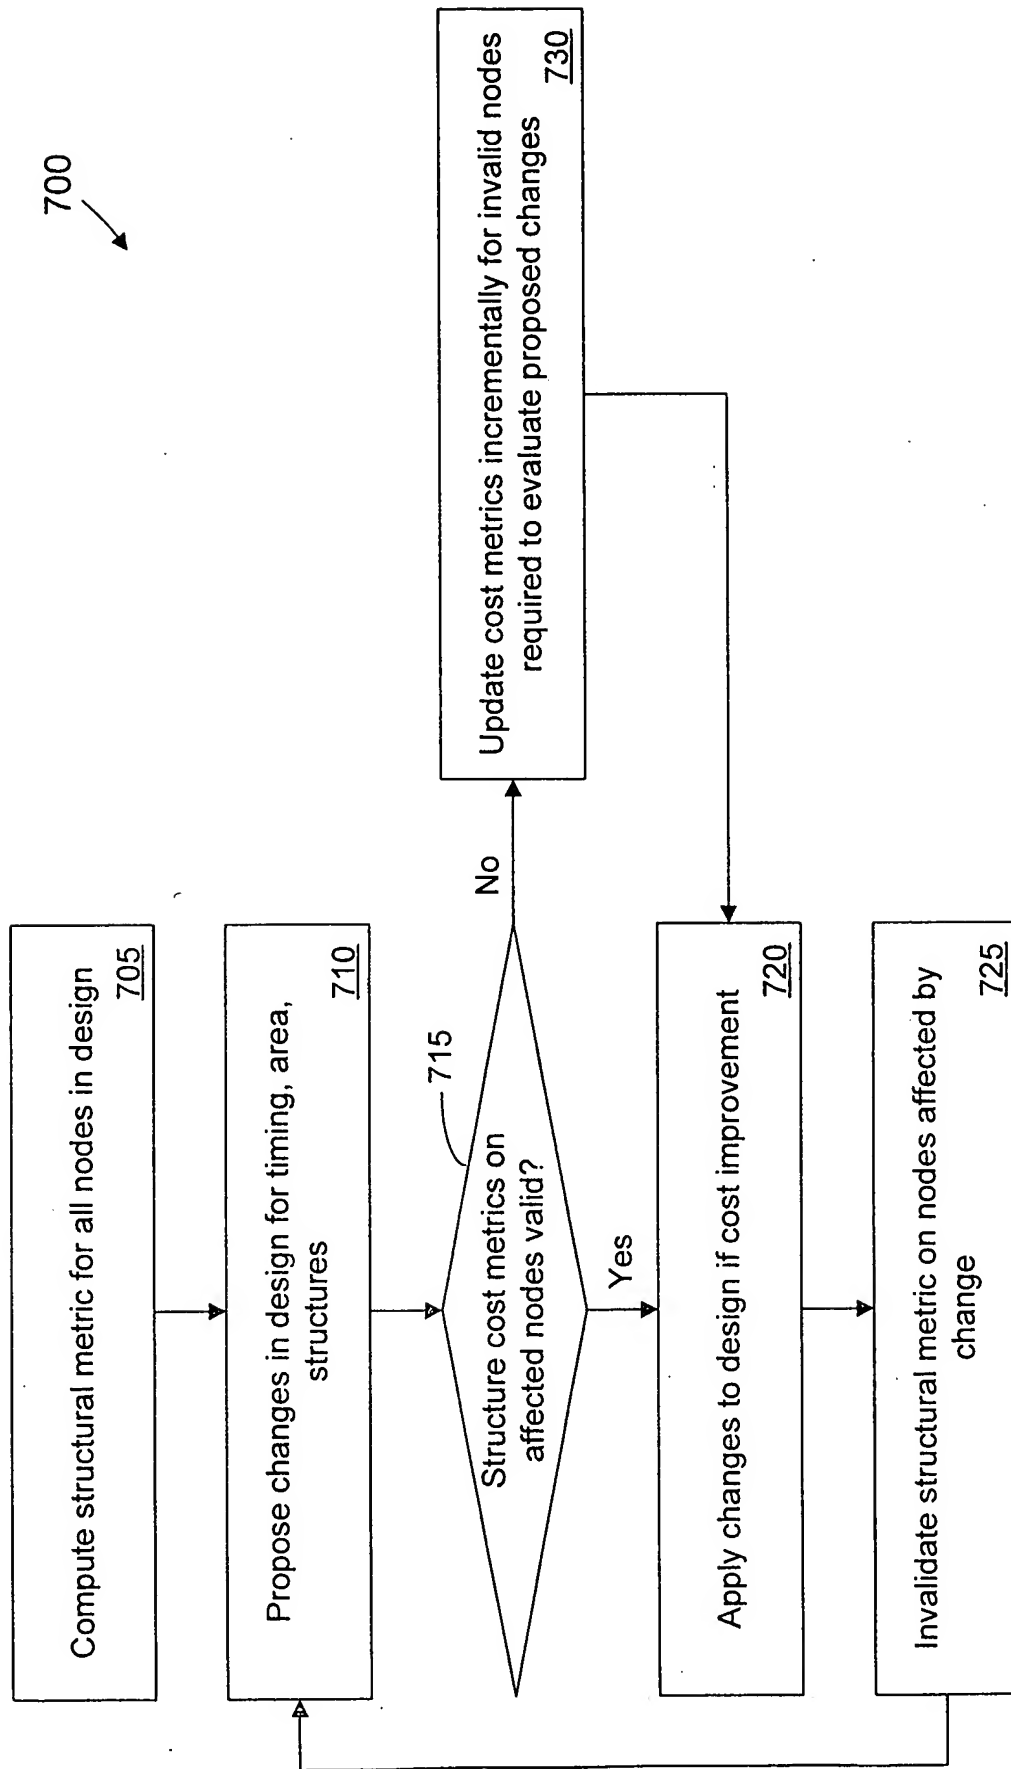 700
Compute structural metric for all nodes in design
705
Propose changes in design for timing, area,
structures
710
715
Structure cost metrics on
affected nodes valid?
No
Yes
Update cost metrics incrementally for invalid nodes
required to evaluate proposed changes
730
Apply changes to design if cost improvement
720
Invalidate structural metric on nodes affected by
change
725